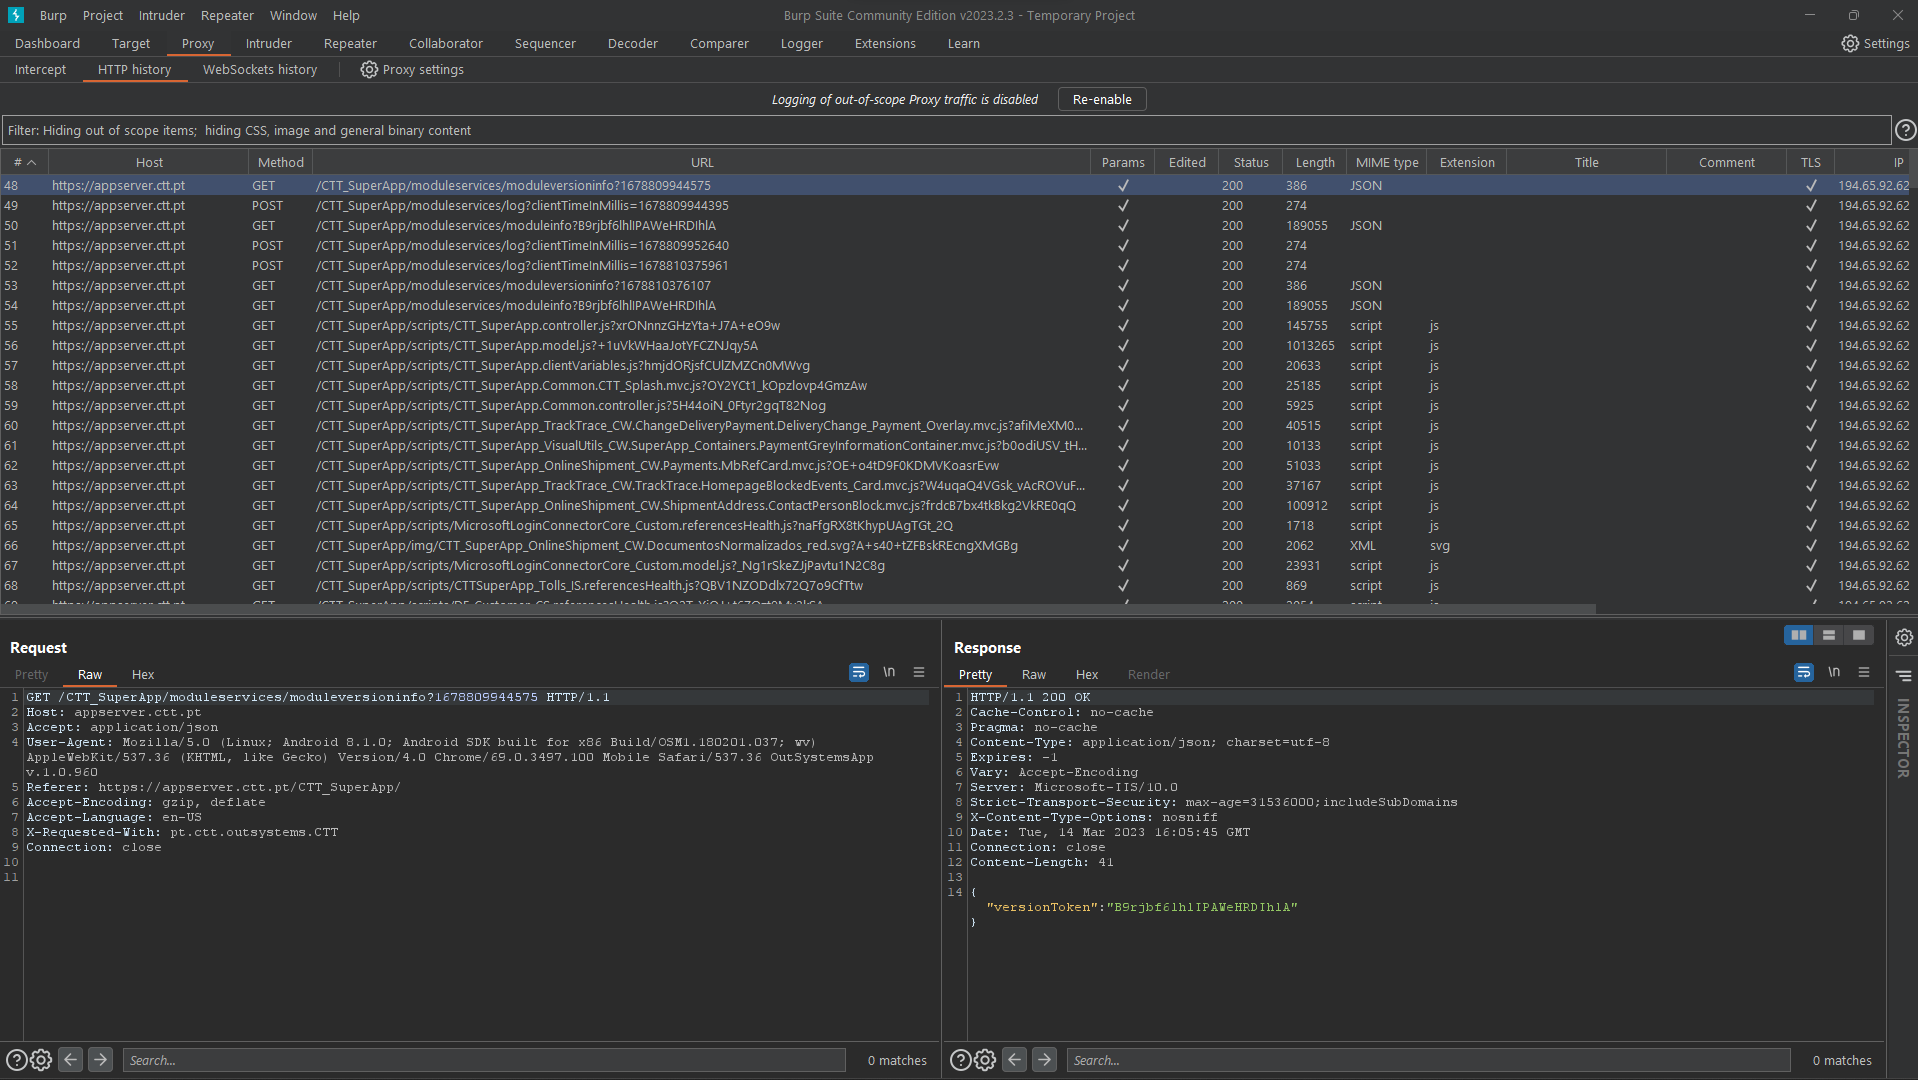 Burp Project Intruder Repeater Window Help Burp Suite Community Edition v2023.2.3 - Temporary Project
Dashboard Target Proxy Intruder Repeater Collaborator Sequencer Decoder Comparer Logger Extensions Learn Settings
Intercept HTTP history WebSockets history Proxy settings
Logging of out-of-scope Proxy traffic is disabled Re-enable
Filter: Hiding out of scope items; hiding CSS, image and general binary content
# Host Method URL Params Edited Status Length MIME type Extension Title Comment TLS IP
48 https://appserver.ctt.pt GET /CTT_SuperApp/moduleservices/moduleversioninfo?1678809944575 ✓ 200 386 JSON ✓ 194.65.92.62
49 https://appserver.ctt.pt POST /CTT_SuperApp/moduleservices/log?clientTimeInMillis=1678809944395 ✓ 200 274 ✓ 194.65.92.62
50 https://appserver.ctt.pt GET /CTT_SuperApp/moduleservices/moduleinfo?B9rjbf6lhlIPAWeHRDIhlA ✓ 200 189055 JSON ✓ 194.65.92.62
51 https://appserver.ctt.pt POST /CTT_SuperApp/moduleservices/log?clientTimeInMillis=1678809952640 ✓ 200 274 ✓ 194.65.92.62
52 https://appserver.ctt.pt POST /CTT_SuperApp/moduleservices/log?clientTimeInMillis=1678810375961 ✓ 200 274 ✓ 194.65.92.62
53 https://appserver.ctt.pt GET /CTT_SuperApp/moduleservices/moduleversioninfo?1678810376107 ✓ 200 386 JSON ✓ 194.65.92.62
54 https://appserver.ctt.pt GET /CTT_SuperApp/moduleservices/moduleinfo?B9rjbf6lhlIPAWeHRDIhlA ✓ 200 189055 JSON ✓ 194.65.92.62
55 https://appserver.ctt.pt GET /CTT_SuperApp/scripts/CTT_SuperApp.controller.js?xrONnnzGHzYta+J7A+eO9w ✓ 200 145755 script js ✓ 194.65.92.62
56 https://appserver.ctt.pt GET /CTT_SuperApp/scripts/CTT_SuperApp.model.js?+1uVkWHaaJotYFCZNJqy5A ✓ 200 1013265 script js ✓ 194.65.92.62
57 https://appserver.ctt.pt GET /CTT_SuperApp/scripts/CTT_SuperApp.clientVariables.js?hmjdORjsfCUlZMZCn0MWvg ✓ 200 20633 script js ✓ 194.65.92.62
58 https://appserver.ctt.pt GET /CTT_SuperApp/scripts/CTT_SuperApp.Common.CTT_Splash.mvc.js?OY2YCt1_kOpzlovp4GmzAw ✓ 200 25185 script js ✓ 194.65.92.62
59 https://appserver.ctt.pt GET /CTT_SuperApp/scripts/CTT_SuperApp.Common.controller.js?5H44oiN_0Ftyr2gqT82Nog ✓ 200 5925 script js ✓ 194.65.92.62
60 https://appserver.ctt.pt GET /CTT_SuperApp/scripts/CTT_SuperApp_TrackTrace_CW.ChangeDeliveryPayment.DeliveryChange_Payment_Overlay.mvc.js?afiMeXM0... ✓ 200 40515 script js ✓ 194.65.92.62
61 https://appserver.ctt.pt GET /CTT_SuperApp/scripts/CTT_SuperApp_VisualUtils_CW.SuperApp_Containers.PaymentGreyInformationContainer.mvc.js?b0odiUSV_tH... ✓ 200 10133 script js ✓ 194.65.92.62
62 https://appserver.ctt.pt GET /CTT_SuperApp/scripts/CTT_SuperApp_OnlineShipment_CW.Payments.MbRefCard.mvc.js?OE+o4tD9F0KDMVKoasrEvw ✓ 200 51033 script js ✓ 194.65.92.62
63 https://appserver.ctt.pt GET /CTT_SuperApp/scripts/CTT_SuperApp_TrackTrace_CW.TrackTrace.HomepageBlockedEvents_Card.mvc.js?W4uqaQ4VGsk_vAcROVuF... ✓ 200 37167 script js ✓ 194.65.92.62
64 https://appserver.ctt.pt GET /CTT_SuperApp/scripts/CTT_SuperApp_OnlineShipment_CW.ShipmentAddress.ContactPersonBlock.mvc.js?frdcB7bx4tkBkg2VkRE0qQ ✓ 200 100912 script js ✓ 194.65.92.62
65 https://appserver.ctt.pt GET /CTT_SuperApp/scripts/MicrosoftLoginConnectorCore_Custom.referencesHealth.js?naFfgRX8tKhypUAgTGt_2Q ✓ 200 1718 script js ✓ 194.65.92.62
66 https://appserver.ctt.pt GET /CTT_SuperApp/img/CTT_SuperApp_OnlineShipment_CW.DocumentosNormalizados_red.svg?A+s40+tZFBskREcngXMGBg ✓ 200 2062 XML svg ✓ 194.65.92.62
67 https://appserver.ctt.pt GET /CTT_SuperApp/scripts/MicrosoftLoginConnectorCore_Custom.model.js?_Ng1rSkeZJjPavtu1N2C8g ✓ 200 23931 script js ✓ 194.65.92.62
68 https://appserver.ctt.pt GET /CTT_SuperApp/scripts/CTTSuperApp_Tolls_IS.referencesHealth.js?QBV1NZODdlx72Q7o9CfTtw ✓ 200 869 script js ✓ 194.65.92.62
Request
Pretty Raw Hex \n
1 GET /CTT_SuperApp/moduleservices/moduleversioninfo?1678809944575 HTTP/1.1
2 Host: appserver.ctt.pt
3 Accept: application/json
4 User-Agent: Mozilla/5.0 (Linux; Android 8.1.0; Android SDK built for x86 Build/OSM1.180201.037; wv)
AppleWebKit/537.36 (KHTML, like Gecko) Version/4.0 Chrome/69.0.3497.100 Mobile Safari/537.36 OutSystemsApp
v.1.0.960
5 Referer: https://appserver.ctt.pt/CTT_SuperApp/
6 Accept-Encoding: gzip, deflate
7 Accept-Language: en-US
8 X-Requested-With: pt.ctt.outsystems.CTT
9 Connection: close
10
11
Search... 0 matches
Response
Pretty Raw Hex Render \n
1 HTTP/1.1 200 OK
2 Cache-Control: no-cache
3 Pragma: no-cache
4 Content-Type: application/json; charset=utf-8
5 Expires: -1
6 Vary: Accept-Encoding
7 Server: Microsoft-IIS/10.0
8 Strict-Transport-Security: max-age=31536000;includeSubDomains
9 X-Content-Type-Options: nosniff
10 Date: Tue, 14 Mar 2023 16:05:45 GMT
11 Connection: close
12 Content-Length: 41
13
14 {
"versionToken":"B9rjbf6lhlIPAWeHRDIhlA"
}
Search... 0 matches
INSPECTOR